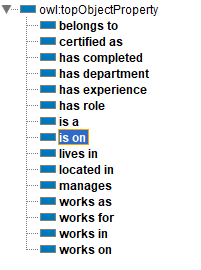 owl:topObjectProperty
belongs to
certified as
has completed
has department
has experience
has role
is a
is on
lives in
located in
manages
works as
works for
works in
works on